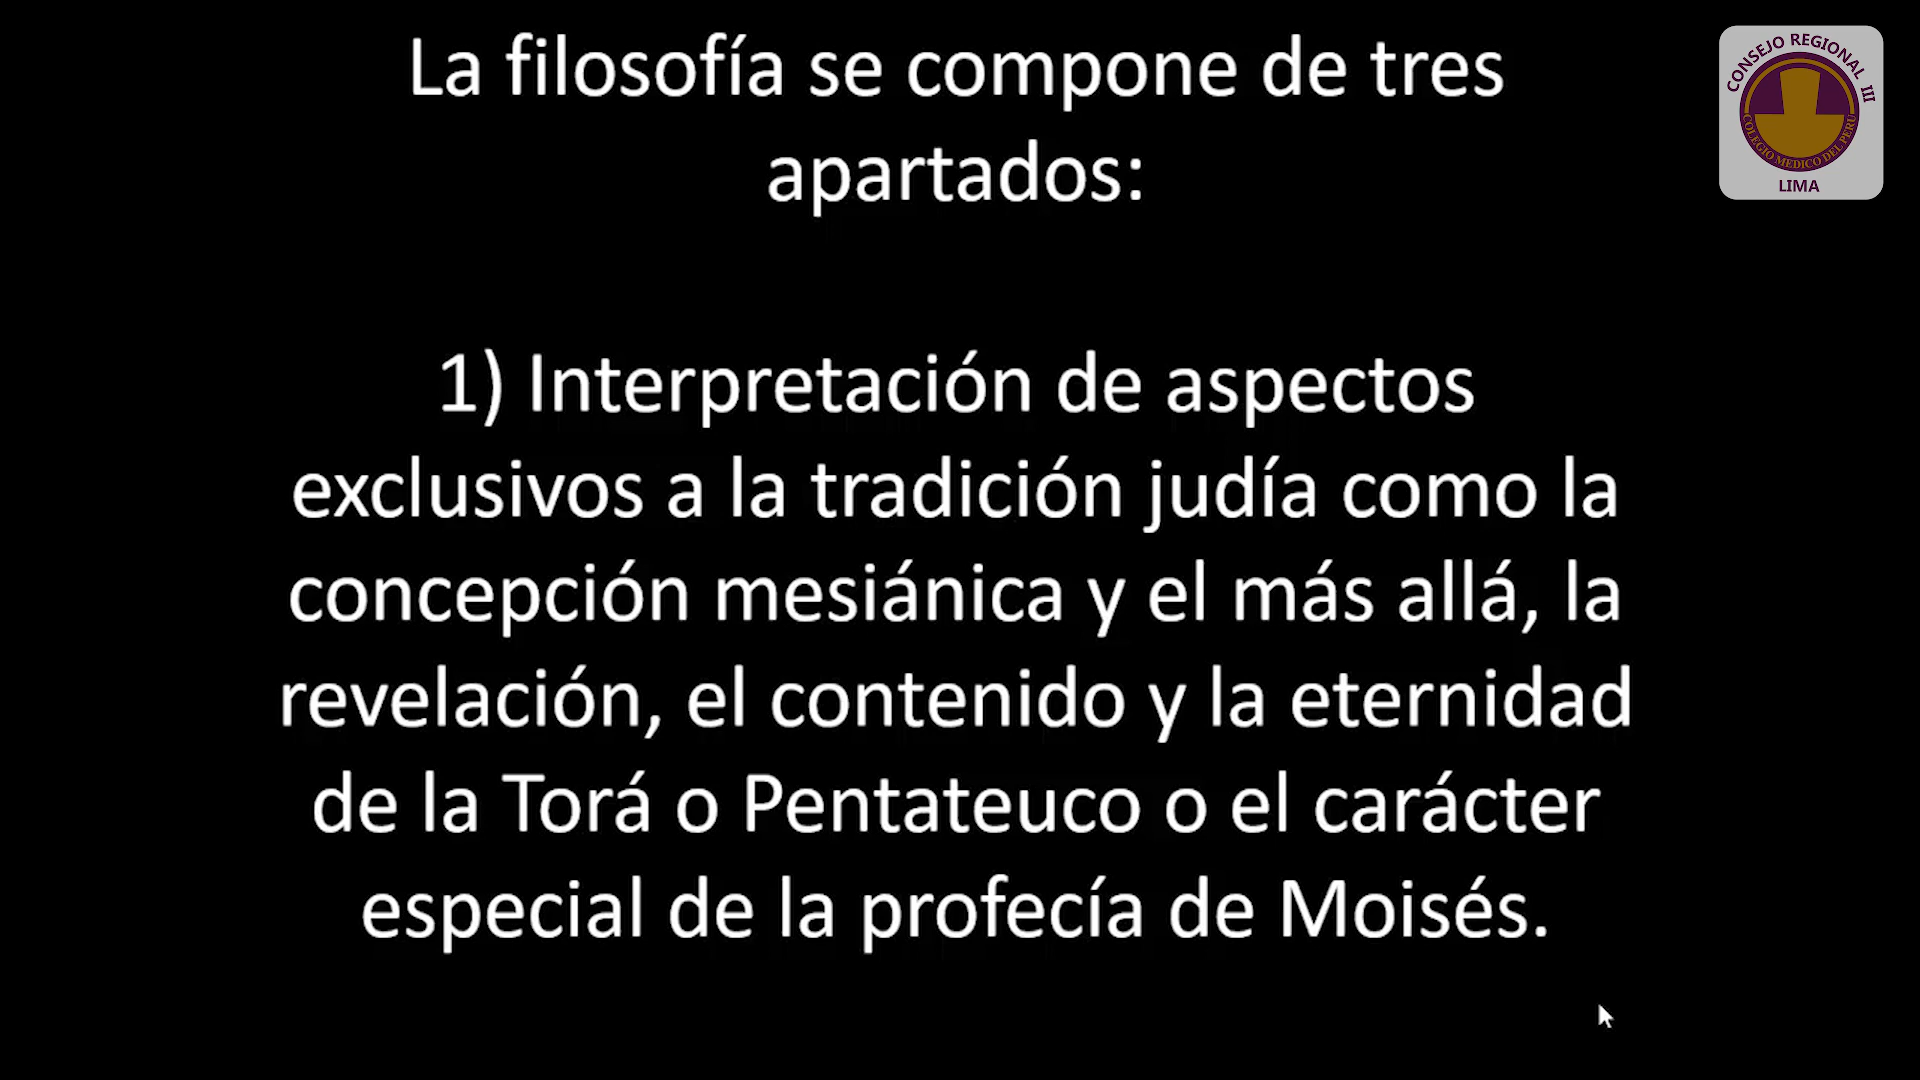 La filosofía se compone de tres
apartados:
1) Interpretación de aspectos
exclusivos a la tradición judía como la
concepción mesiánica y el más allá, la
revelación, el contenido y la eternidad
de la Torá o Pentateuco o el carácter
especial de la profecía de Moisés.
CONSEJO REGIONAL III
COLEGIO MEDICO DEL PERU
LIMA